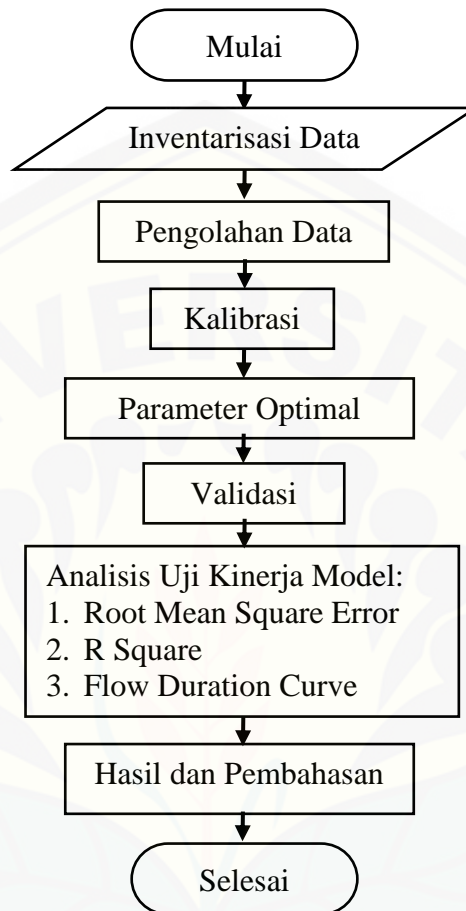 Mulai
Inventarisasi Data
Pengolahan Data
Kalibrasi
Parameter Optimal
Validasi
Analisis Uji Kinerja Model:
1. Root Mean Square Error
2. R Square
3. Flow Duration Curve
Hasil dan Pembahasan
Selesai